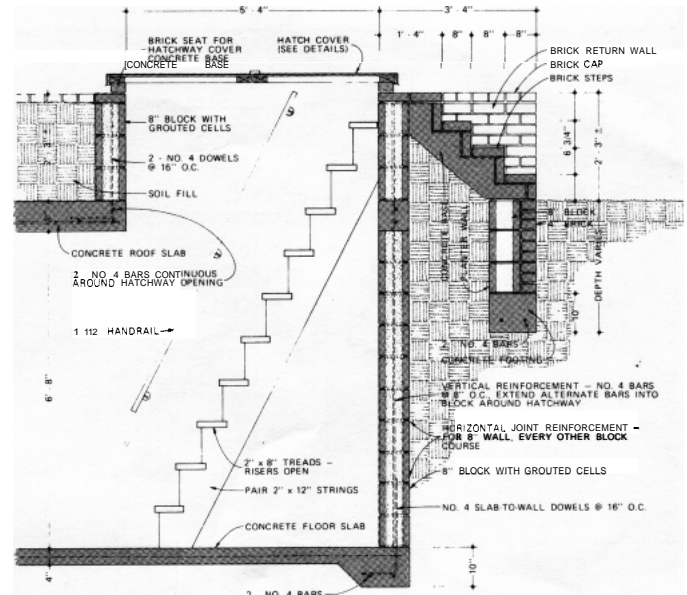 5' - 4"
3' - 4"
1' - 4"
8"
8"
8"
BRICK SEAT FOR
HATCHWAY COVER
CONCRETE BASE
CONCRETE BASE
HATCH COVER
(SEE DETAILS)
BRICK RETURN WALL
BRICK CAP
BRICK STEPS
8" BLOCK WITH
GROUTED CELLS
2 - NO. 4 DOWELS
@ 16" O.C.
SOIL FILL
2' 3" ±
6 3/4"
2' 3" ±
CONCRETE ROOF SLAB
2 NO 4 BARS CONTINUOUS
AROUND HATCHWAY OPENING
CONCRETE BASE
PLANTER WALL
8" BLOCK
4" BRICK
DEPTH VARIES
10"
1 112 HANDRAIL
2 NO. 4 BARS
CONCRETE FOOTING
6' - 8"
VERTICAL REINFORCEMENT – NO. 4 BARS
M 8" O.C., EXTEND ALTERNATE BARS INTO
BLOCK AROUND HATCHWAY
HORIZONTAL JOINT REINFORCEMENT –
FOR 8" WALL, EVERY OTHER BLOCK
COURSE
2" x 8" TREADS –
RISERS OPEN
8" BLOCK WITH GROUTED CELLS
PAIR 2" x 12" STRINGS
NO. 4 SLAB-TO-WALL DOWELS @ 16" O.C.
CONCRETE FLOOR SLAB
4"
10"
2 - NO. 4 BARS